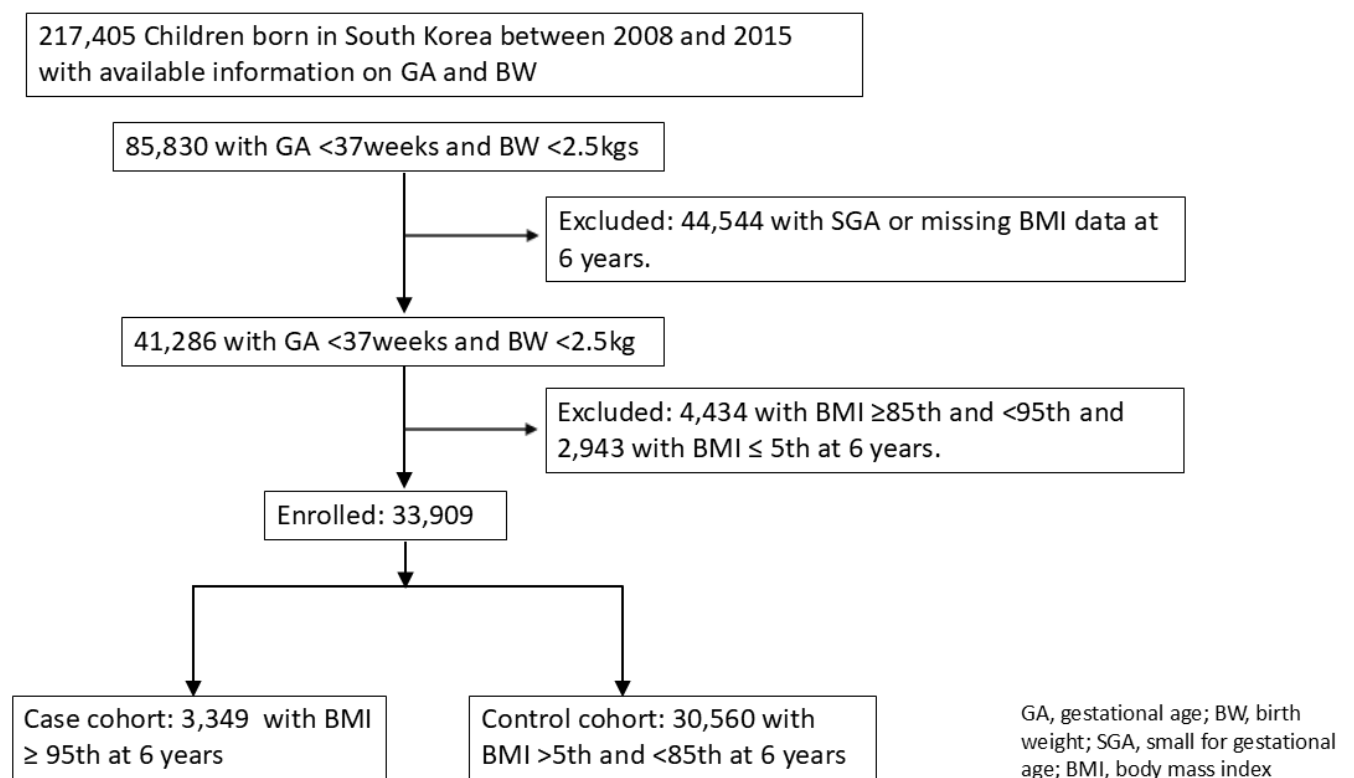 217,405 Children born in South Korea between 2008 and 2015
with available information on GA and BW
85,830 with GA <37weeks and BW <2.5kgs
Excluded: 44,544 with SGA or missing BMI data at
6 years.
41,286 with GA <37weeks and BW <2.5kg
Excluded: 4,434 with BMI ≥85th and <95th and
2,943 with BMI ≤ 5th at 6 years.
Enrolled: 33,909
Case cohort: 3,349 with BMI
≥ 95th at 6 years
Control cohort: 30,560 with
BMI >5th and <85th at 6 years
GA, gestational age; BW, birth
weight; SGA, small for gestational
age; BMI, body mass index